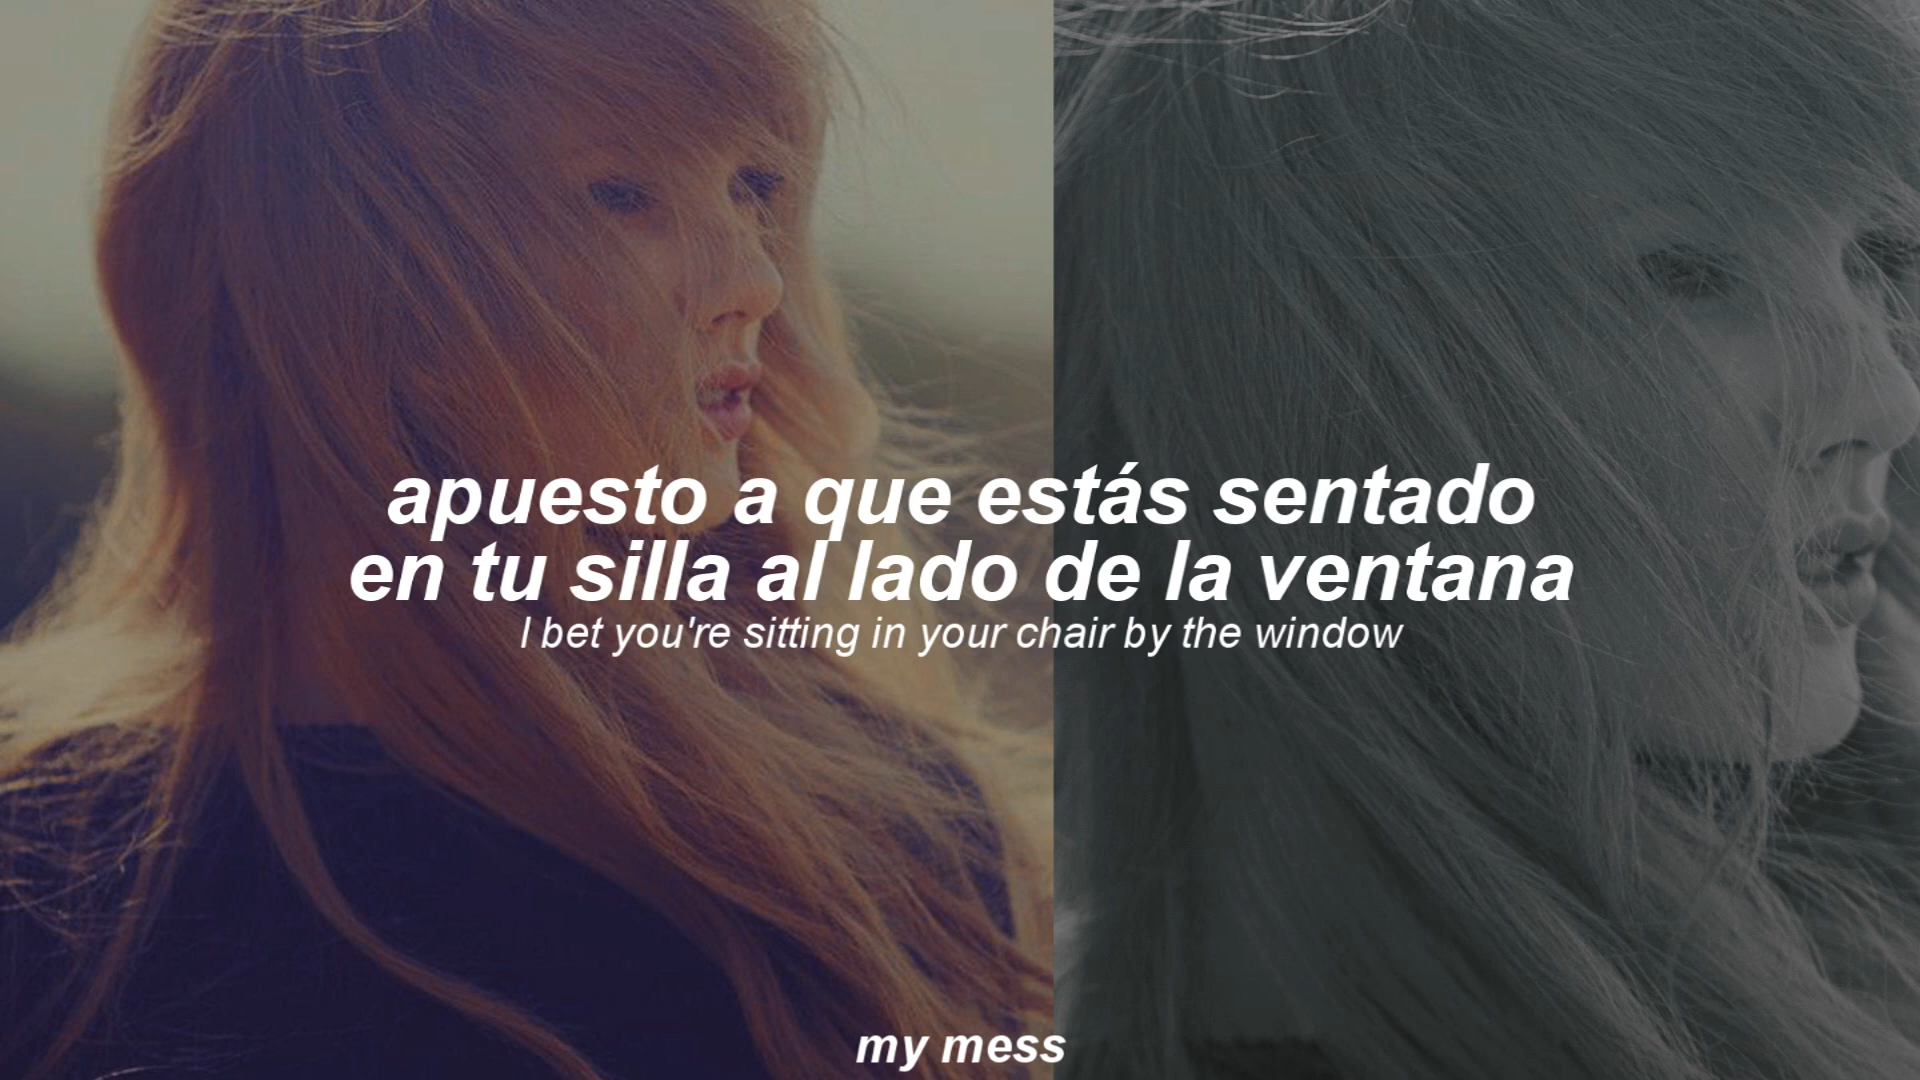 apuesto a que estás sentado
en tu silla al lado de la ventana
I bet you're sitting in your chair by the window
my mess